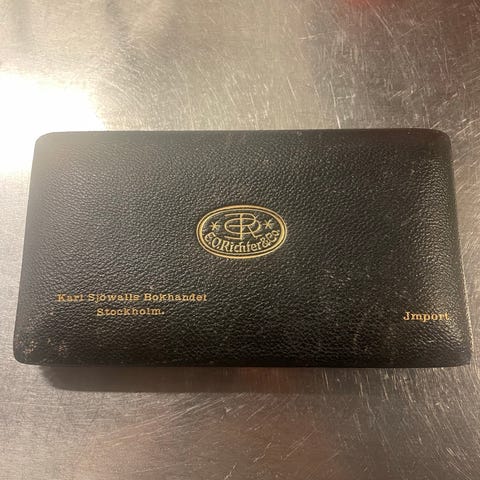 E.O.Richter&Co
Karl Sjöwalls Bokhandel
Stockholm.
Jmport